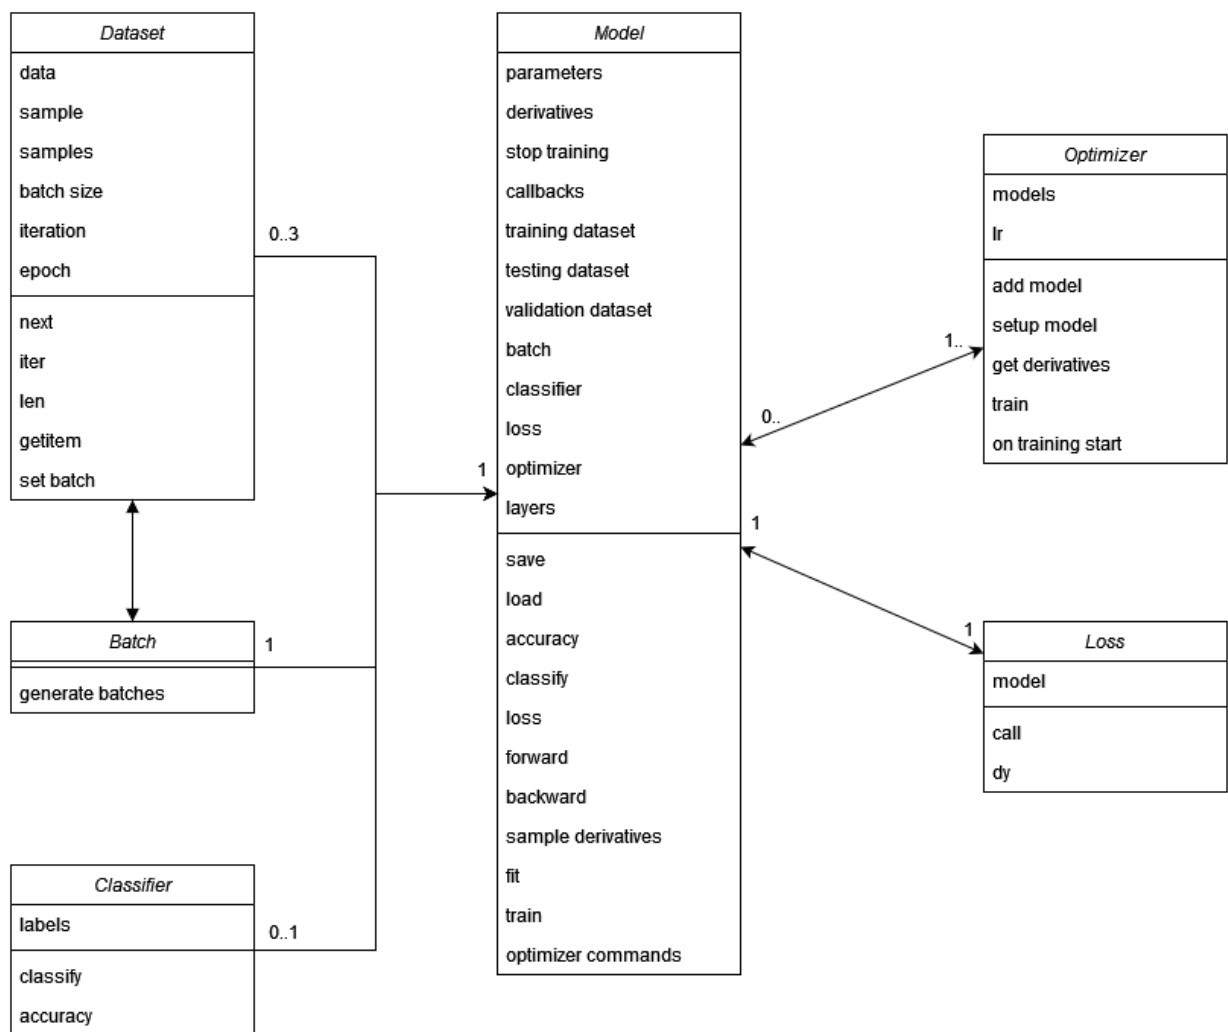 Dataset
data
sample
samples
batch size
iteration
epoch
next
iter
len
getitem
set batch
0..3
Batch
generate batches
1
Classifier
labels
classify
accuracy
0..1
1
Model
parameters
derivatives
stop training
callbacks
training dataset
testing dataset
validation dataset
batch
classifier
loss
optimizer
layers
save
load
accuracy
classify
loss
forward
backward
sample derivatives
fit
train
optimizer commands
0..
1..
1
1
Optimizer
models
lr
add model
setup model
get derivatives
train
on training start
Loss
model
call
dy